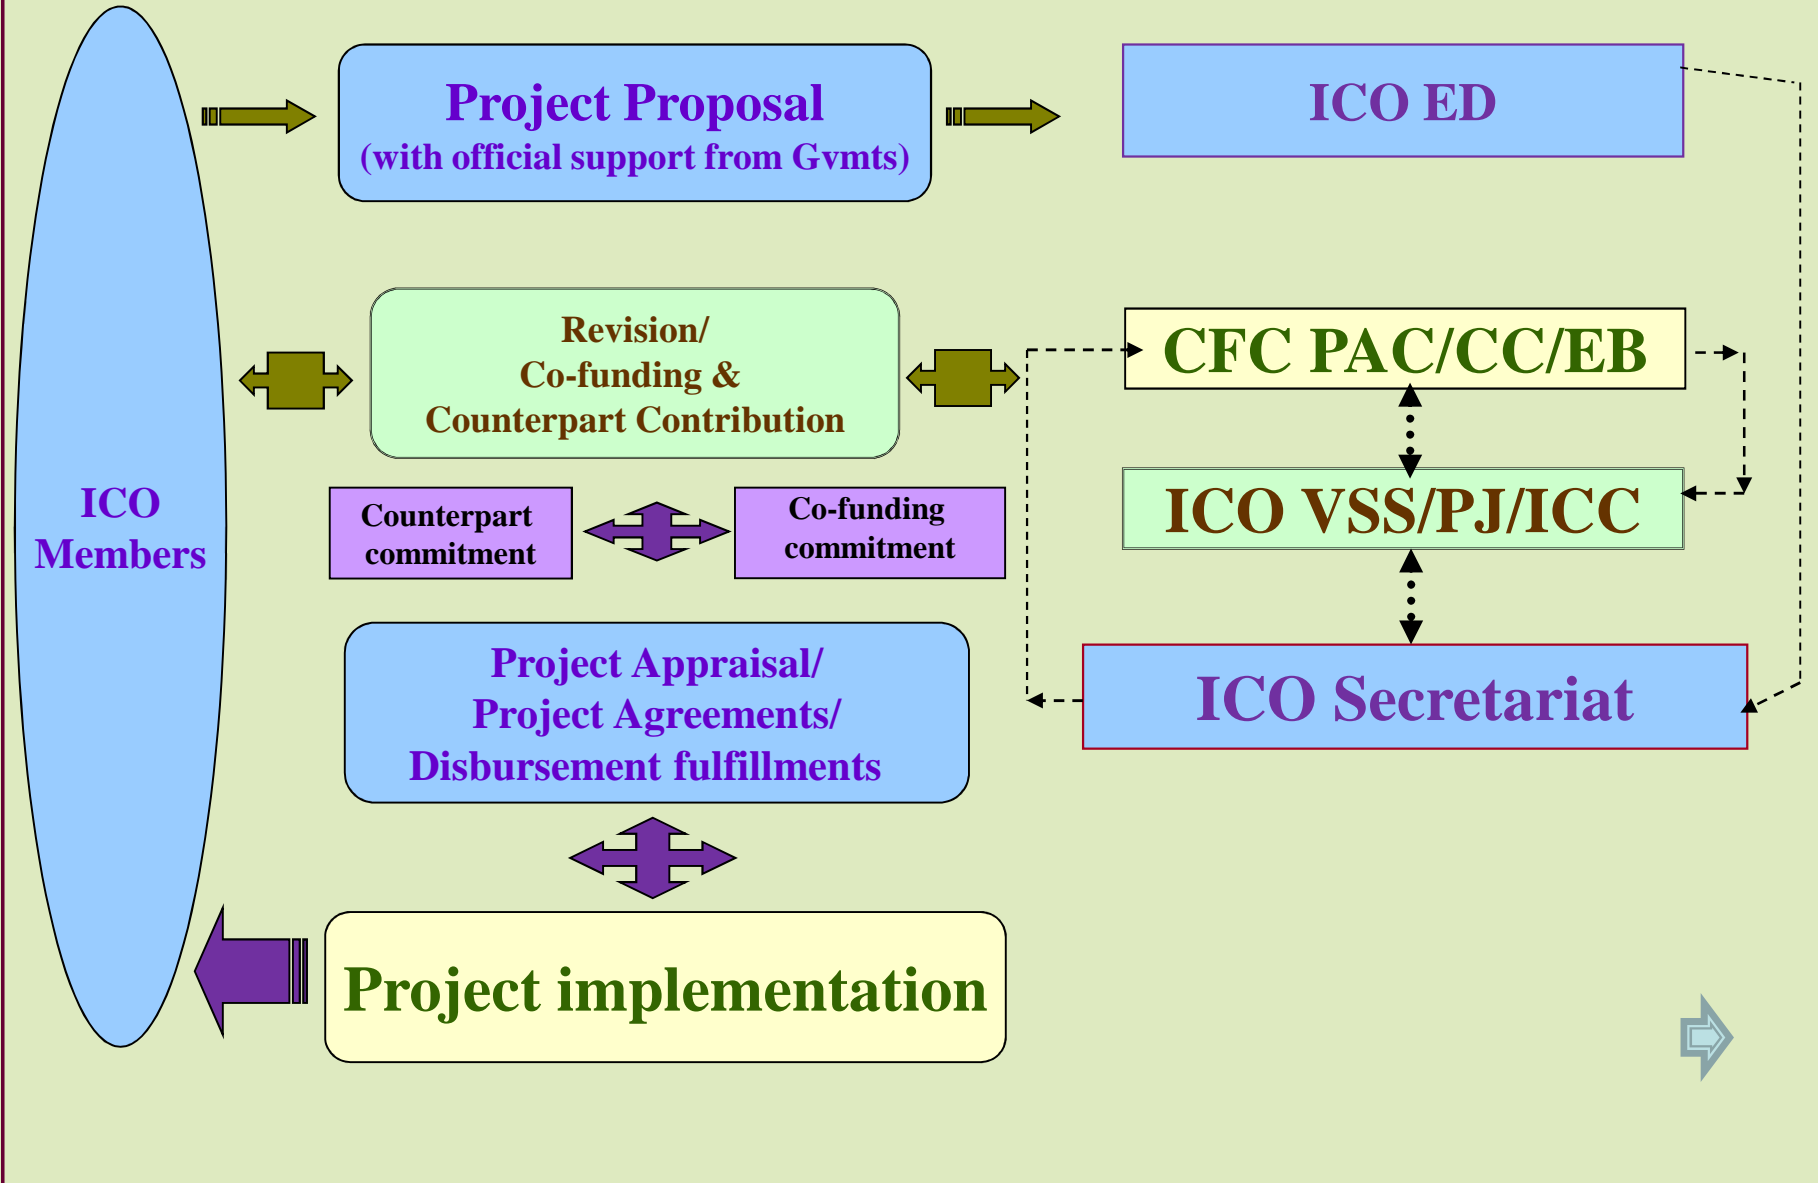 Project Proposal
(with official support from Gvmts)
ICO ED
ICO
Members
Revision/
Co-funding &
Counterpart Contribution
CFC PAC/CC/EB
ICO VSS/PJ/ICC
Counterpart
commitment
Co-funding
commitment
Project Appraisal/
Project Agreements/
Disbursement fulfillments
ICO Secretariat
Project implementation